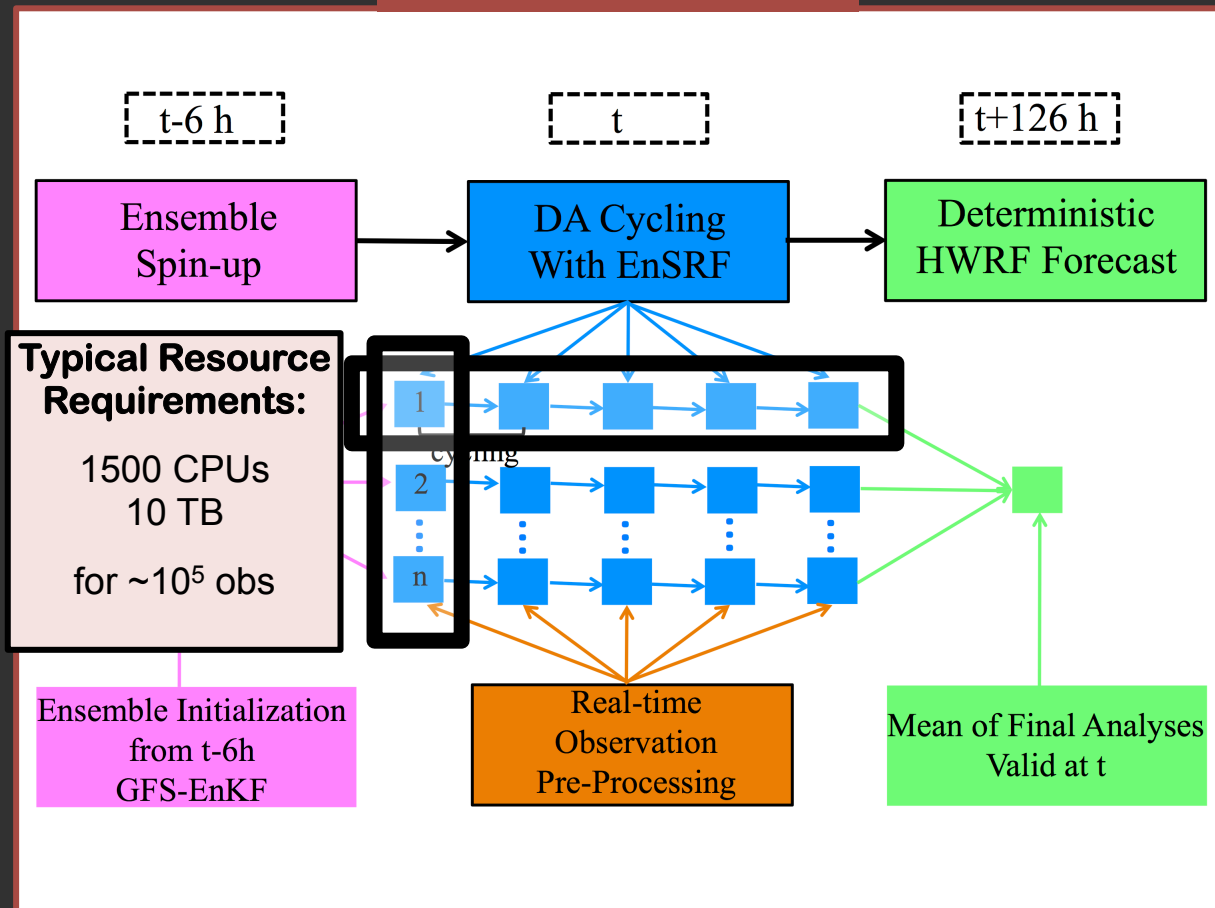 t-6 h
t
t+126 h
Ensemble
Spin-up
DA Cycling
With EnSRF
Deterministic
HWRF Forecast
Typical Resource
Requirements:
1500 CPUs
10 TB
for ~10⁵ obs
1
cycling
2
n
Ensemble Initialization
from t-6h
GFS-EnKF
Real-time
Observation
Pre-Processing
Mean of Final Analyses
Valid at t